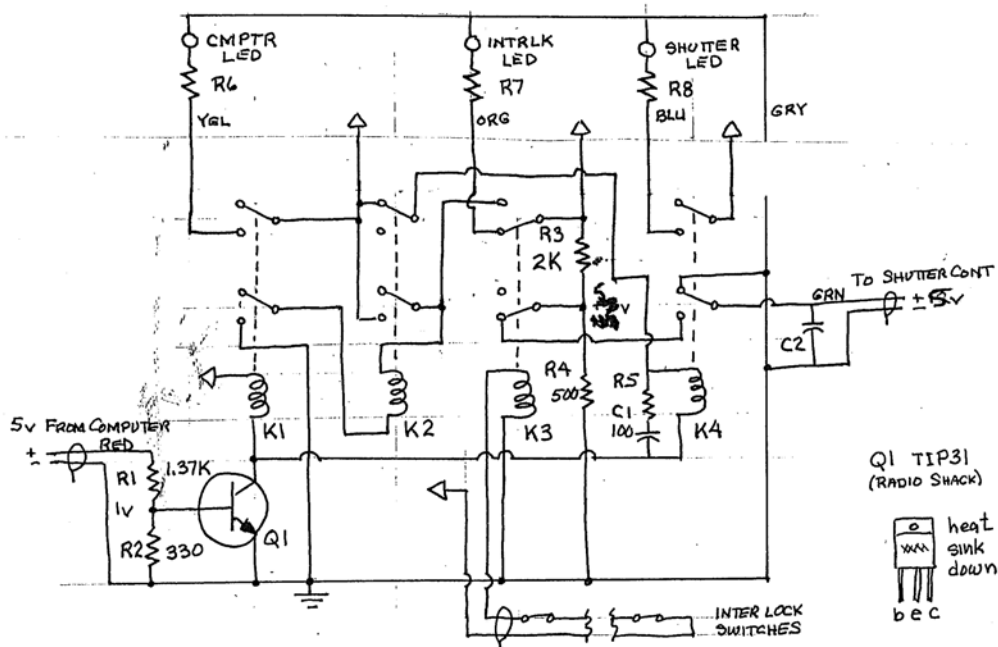 CMPTR
LED
R6
YEL
INTRLK
LED
R7
ORG
SHUTTER
LED
R8
BLU
GRY
R3
2K
V
TO SHUTTER CONT
GRN
+ 5V
-
C2
R4
500
R5
C1
100
K1
K2
K3
K4
5V FROM COMPUTER
RED
+
-
R1
1.37K
1V
R2
330
Q1
Q1 TIP31
(RADIO SHACK)
heat
sink
down
b e c
INTER LOCK
SWITCHES